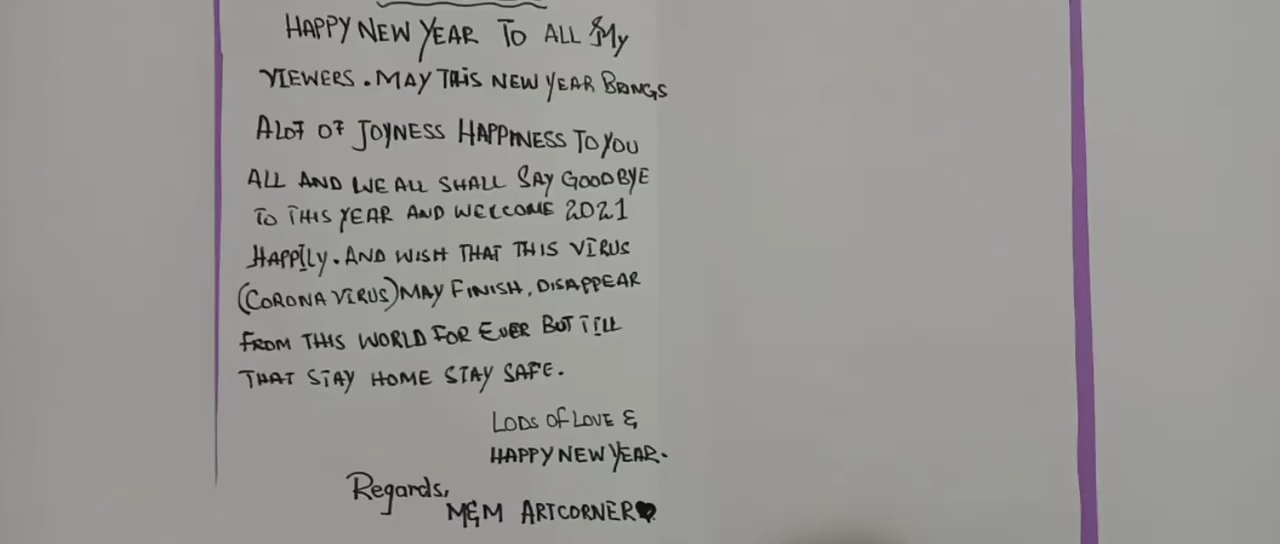 HAPPY NEW YEAR TO ALL MY
VIEWERS. MAY THIS NEW YEAR BRINGS
A LOT OF JOYNESS HAPPINESS TO YOU
ALL AND WE ALL SHALL SAY GOODBYE
TO THIS YEAR AND WELCOME 2021
HAPPILY. AND WISH THAT THIS VIRUS
(CORONA VIRUS) MAY FINISH, DISAPPEAR
FROM THIS WORLD FOR EVER BUT TILL
THAT STAY HOME STAY SAFE.
LODS OF LOVE &
HAPPY NEW YEAR.
Regards,
M&M ARTCORNER♥